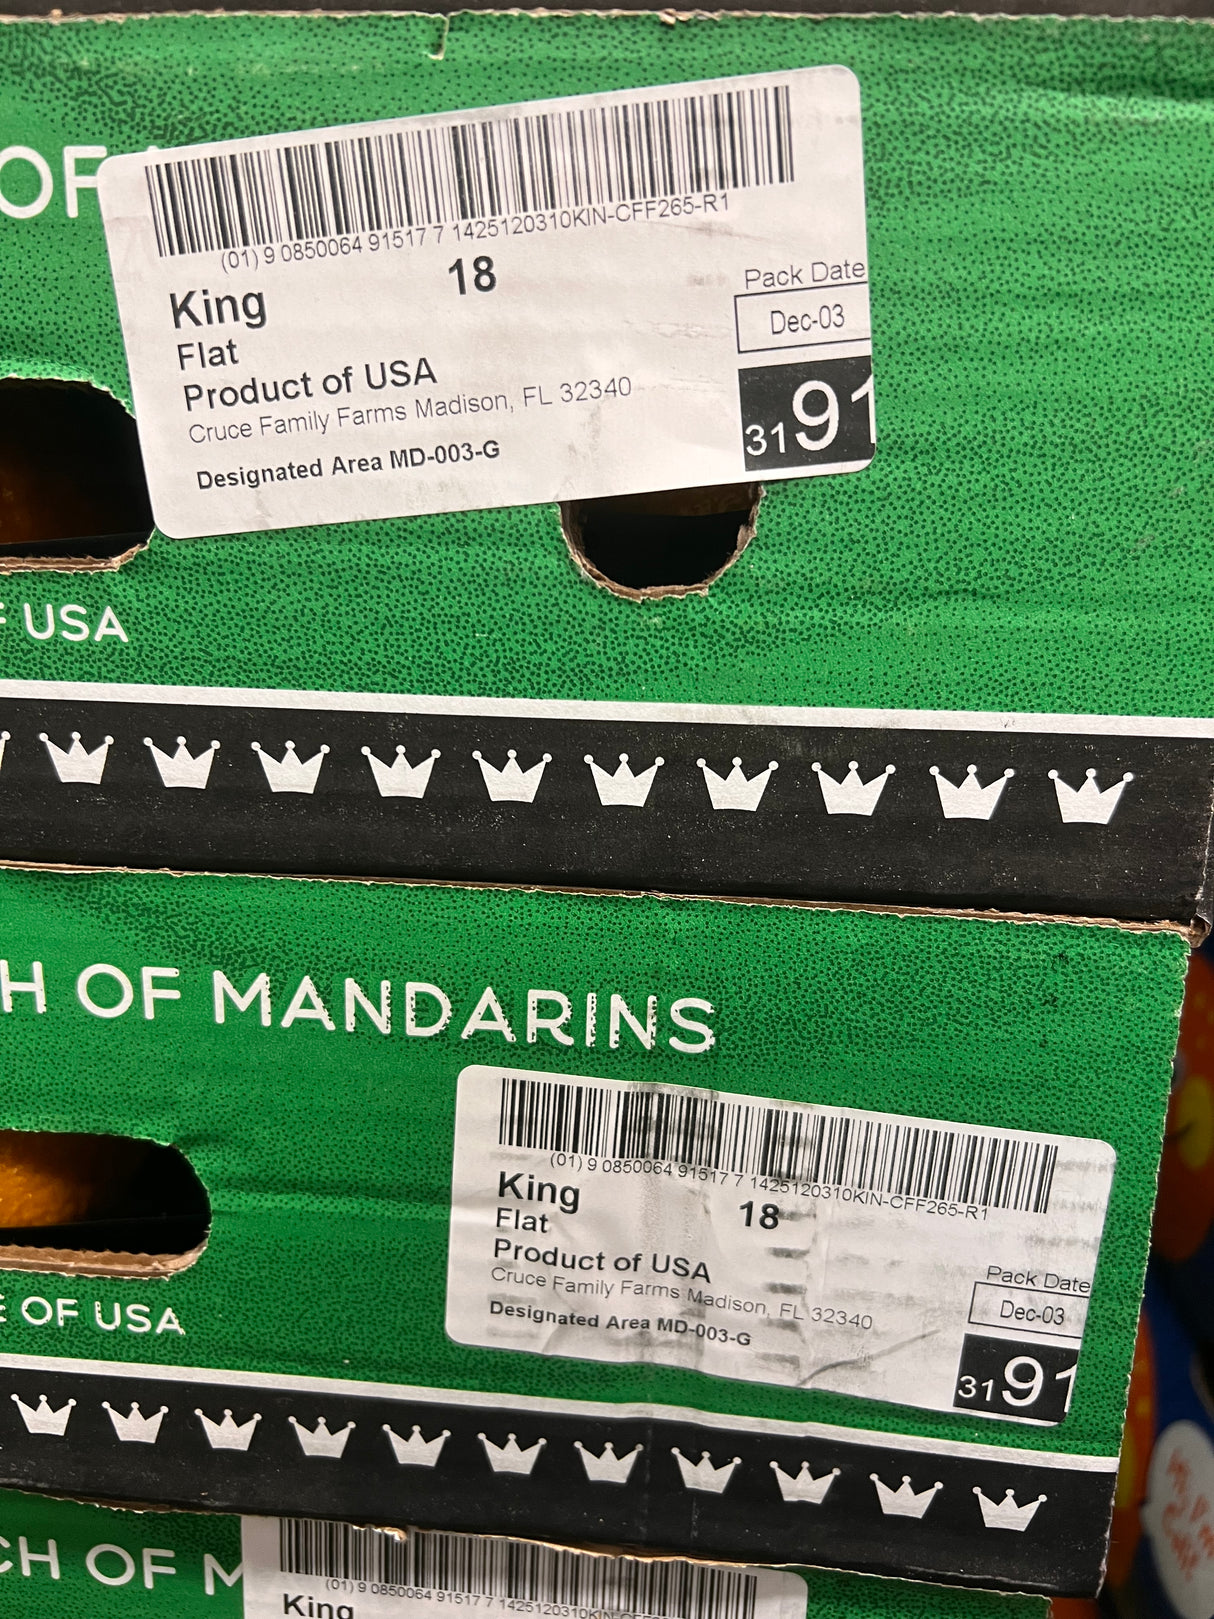 OF
(01) 9 0850064 91517 7 1425120310KIN-CFF265-R1
18
King
Flat
Product of USA
Cruce Family Farms Madison, FL 32340
Designated Area MD-003-G
Pack Date
Dec-03
3191
USA
H OF MANDARINS
(01) 9 0850064 91517 7 1425120310KIN-CFF265-R1
King
18
Flat
Product of USA
Cruce Family Farms Madison, FL 32340
Designated Area MD-003-G
Pack Date
Dec-03
3191
E OF USA
CH OF M
(01) 9 0850064 91517 7 1425120310KIN-CFF265
King